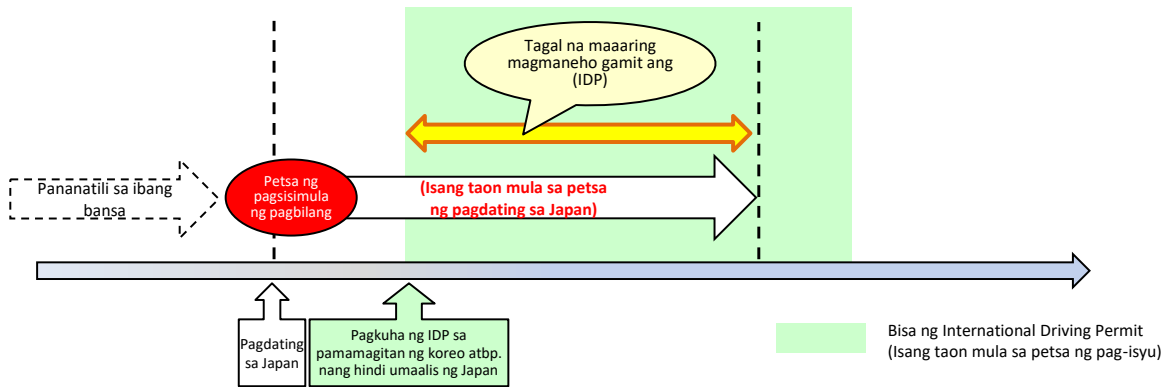 Tagal na maaaring
magmaneho gamit ang
(IDP)
Pananatili sa ibang
bansa
Petsa ng
pagsisimula
ng pagbilang
(Isang taon mula sa petsa
ng pagdating sa Japan)
Pagdating
sa Japan
Pagkuha ng IDP sa
pamamagitan ng koreo atbp.
nang hindi umaalis ng Japan
Bisa ng International Driving Permit
(Isang taon mula sa petsa ng pag-isyu)